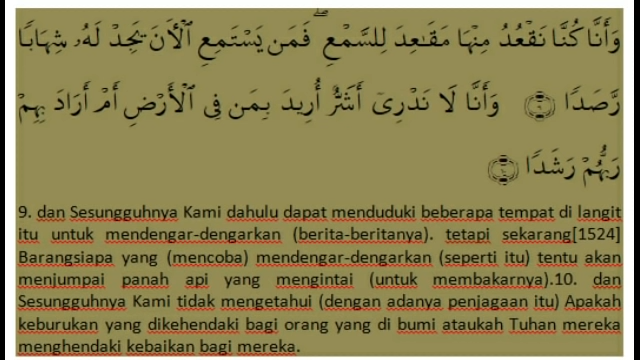 وَأَنَّا كُنَّا نَقْعُدُ مِنْهَا مَقَٰعِدَ لِلسَّمْعِ ۖ فَمَن يَسْتَمِعِ ٱلْأَنَ يَجِدْ لَهُۥ شِهَابًا
رَّصَدًا ۝٩ وَأَنَّا لَا نَدْرِىٓ أَشَرٌّ أُرِيدَ بِمَن فِى ٱلْأَرْضِ أَمْ أَرَادَ بِهِمْ
رَبُّهُمْ رَشَدًا ۝١٠
9. dan Sesungguhnya Kami dahulu dapat menduduki beberapa tempat di langit
itu untuk mendengar-dengarkan (berita-beritanya). tetapi sekarang[1524]
Barangsiapa yang (mencoba) mendengar-dengarkan (seperti itu) tentu akan
menjumpai panah api yang mengintai (untuk membakarnya).10. dan
Sesungguhnya Kami tidak mengetahui (dengan adanya penjagaan itu) Apakah
keburukan yang dikehendaki bagi orang yang di bumi ataukah Tuhan mereka
menghendaki kebaikan bagi mereka.